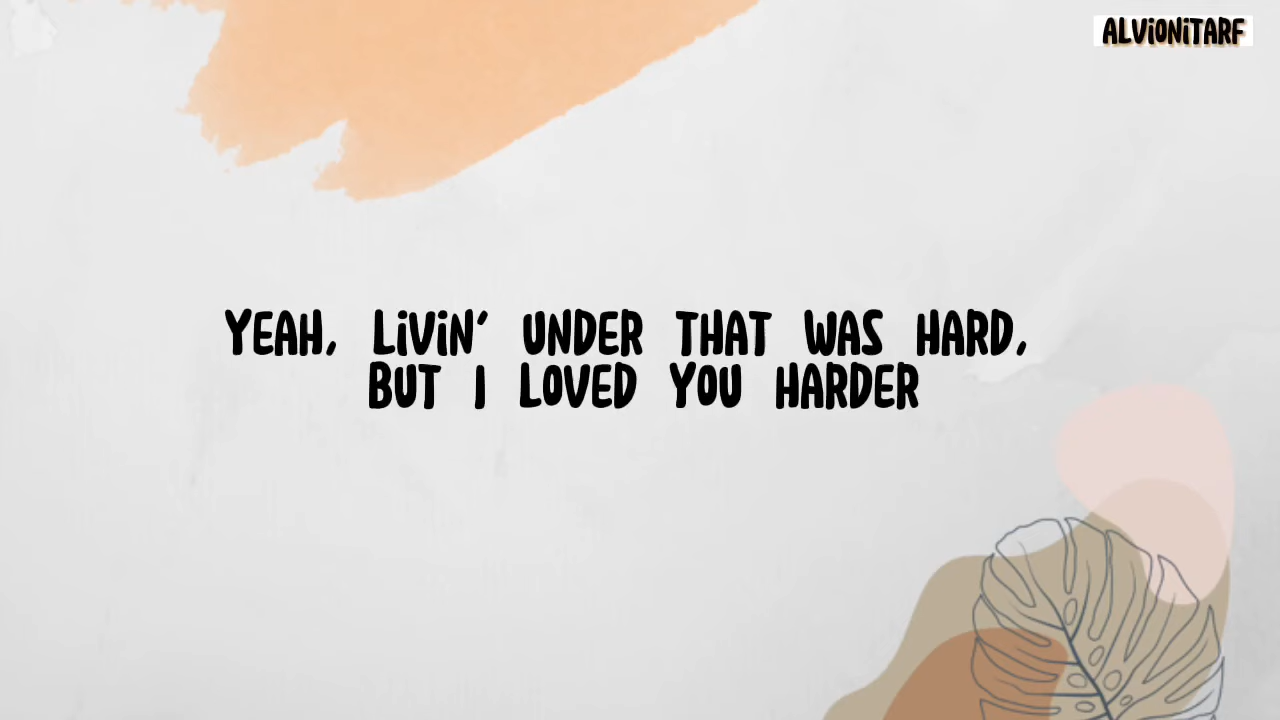 ALViONiTARF
YEAH, LiViN' UNDER THAT WAS HARD,
BUT I LOVED YOU HARDER